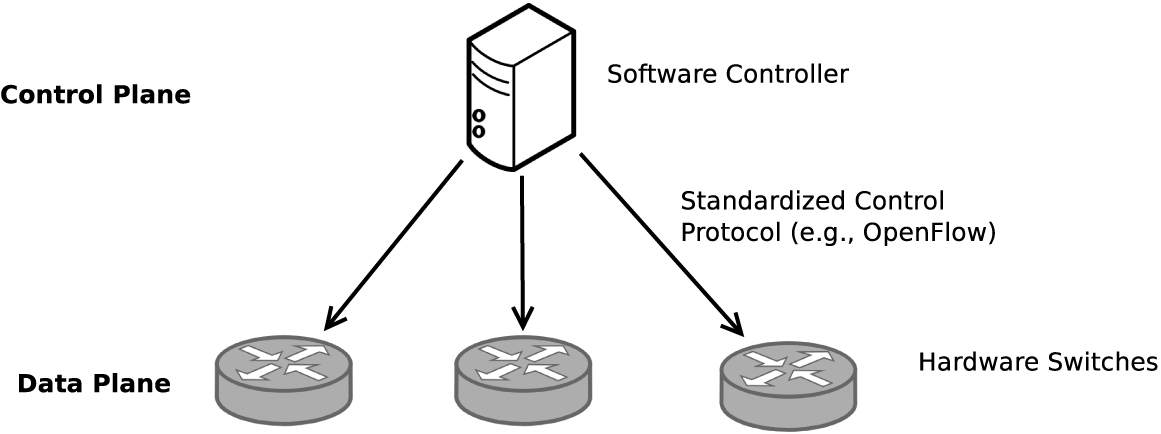 Software Controller
Control Plane
Standardized Control
Protocol (e.g., OpenFlow)
Hardware Switches
Data Plane